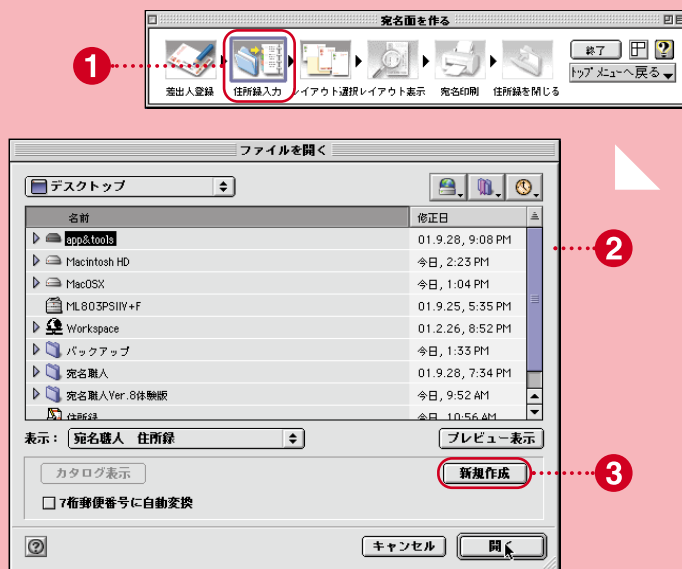 宛名面を作る
差出人登録 住所録入力 レイアウト選択 レイアウト表示 宛名印刷 住所録を閉じる
終了
トップメニューへ戻る
1
ファイルを開く
デスクトップ
名前 修正日
app&tools 01.9.28, 9:08 PM
Macintosh HD 今日, 2:23 PM
MacOSX 今日, 1:04 PM
ML803PSIIV+F 01.9.25, 5:35 PM
Workspace 01.2.26, 8:52 PM
バックアップ 今日, 1:33 PM
宛名職人 01.9.28, 7:34 PM
宛名職人Ver.8体験版 今日, 9:52 AM
住所録 今日, 10:56 AM
2
表示： 宛名職人 住所録 プレビュー表示
カタログ表示 新規作成
3
7桁郵便番号に自動変換
? キャンセル 開く